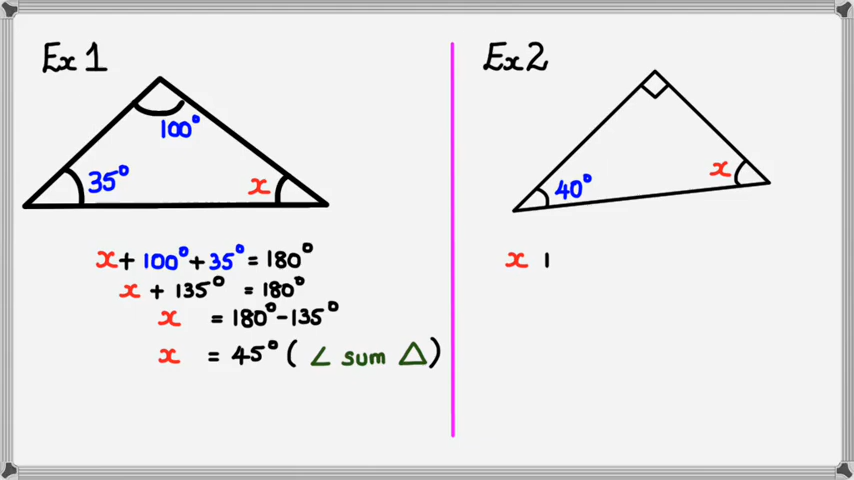 Ex 1
100°
35°
x
x + 100° + 35° = 180°
x + 135° = 180°
x = 180° - 135°
x = 45° (∠ sum △)
Ex 2
40°
x
x